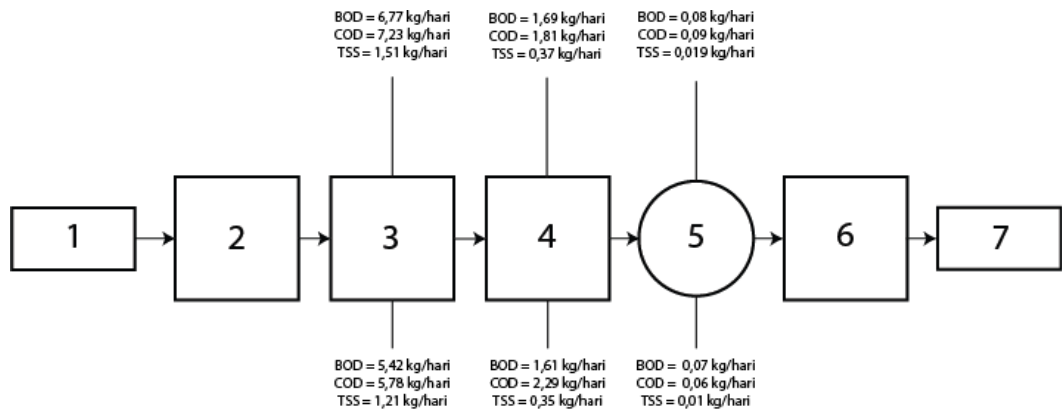 BOD = 6,77 kg/hari
COD = 7,23 kg/hari
TSS = 1,51 kg/hari
BOD = 1,69 kg/hari
COD = 1,81 kg/hari
TSS = 0,37 kg/hari
BOD = 0,08 kg/hari
COD = 0,09 kg/hari
TSS = 0,019 kg/hari
1
2
3
4
5
6
7
BOD = 5,42 kg/hari
COD = 5,78 kg/hari
TSS = 1,21 kg/hari
BOD = 1,61 kg/hari
COD = 2,29 kg/hari
TSS = 0,35 kg/hari
BOD = 0,07 kg/hari
COD = 0,06 kg/hari
TSS = 0,01 kg/hari